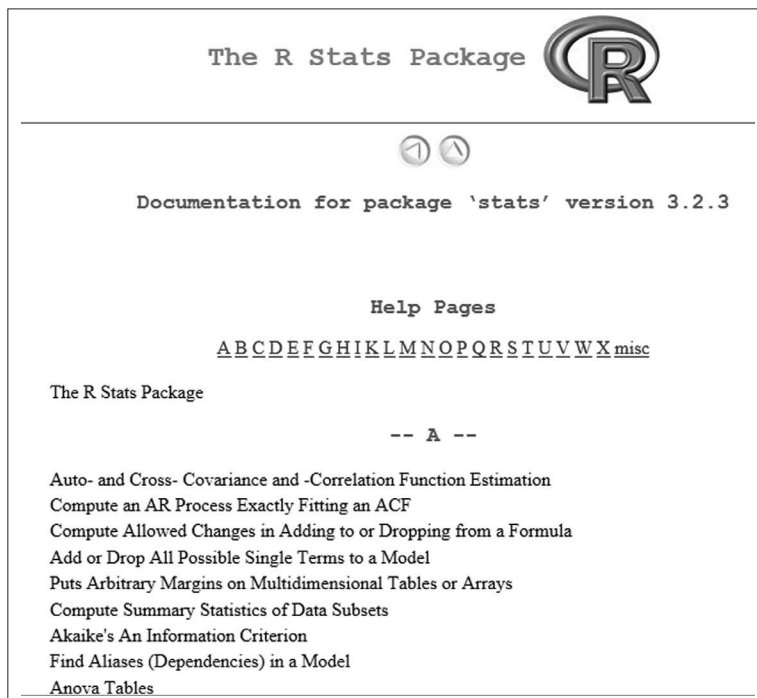 The R Stats Package
R
Documentation for package ‘stats’ version 3.2.3
Help Pages
A B C D E F G H I K L M N O P Q R S T U V W X misc
The R Stats Package
-- A --
Auto- and Cross- Covariance and -Correlation Function Estimation
Compute an AR Process Exactly Fitting an ACF
Compute Allowed Changes in Adding to or Dropping from a Formula
Add or Drop All Possible Single Terms to a Model
Puts Arbitrary Margins on Multidimensional Tables or Arrays
Compute Summary Statistics of Data Subsets
Akaike's An Information Criterion
Find Aliases (Dependencies) in a Model
Anova Tables